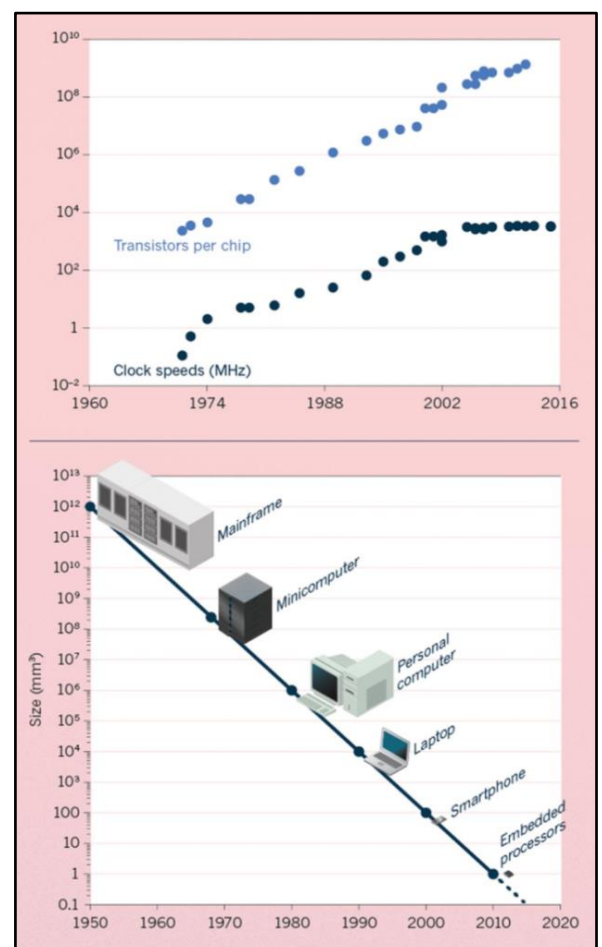 10¹⁰
10⁸
10⁶
10⁴
Transistors per chip
10²
1
Clock speeds (MHz)
10⁻²
1960 1974 1988 2002 2016
10¹³
10¹²
Mainframe
10¹¹
10¹⁰
Minicomputer
10⁹
10⁸
10⁷
Personal
computer
10⁶
Size (mm³)
10⁵
Laptop
10⁴
10³
Smartphone
100
Embedded
processors
10
1
0.1
1950 1960 1970 1980 1990 2000 2010 2020